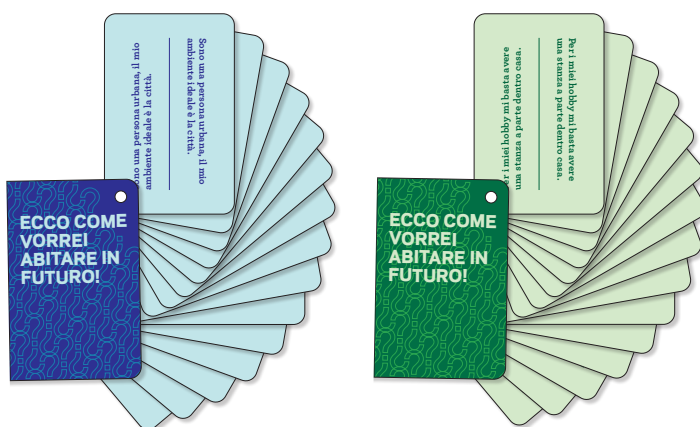 Sono una persona urbana, il mio
ambiente ideale è la città.
ono una persona urbana, il mio
ambiente ideale è la città.
ECCO COME
VORREI
ABITARE IN
FUTURO!
Per i miei hobby mi basta avere
una stanza a parte dentro casa.
r i miei hobby mi basta avere
una stanza a parte dentro casa.
ECCO COME
VORREI
ABITARE IN
FUTURO!